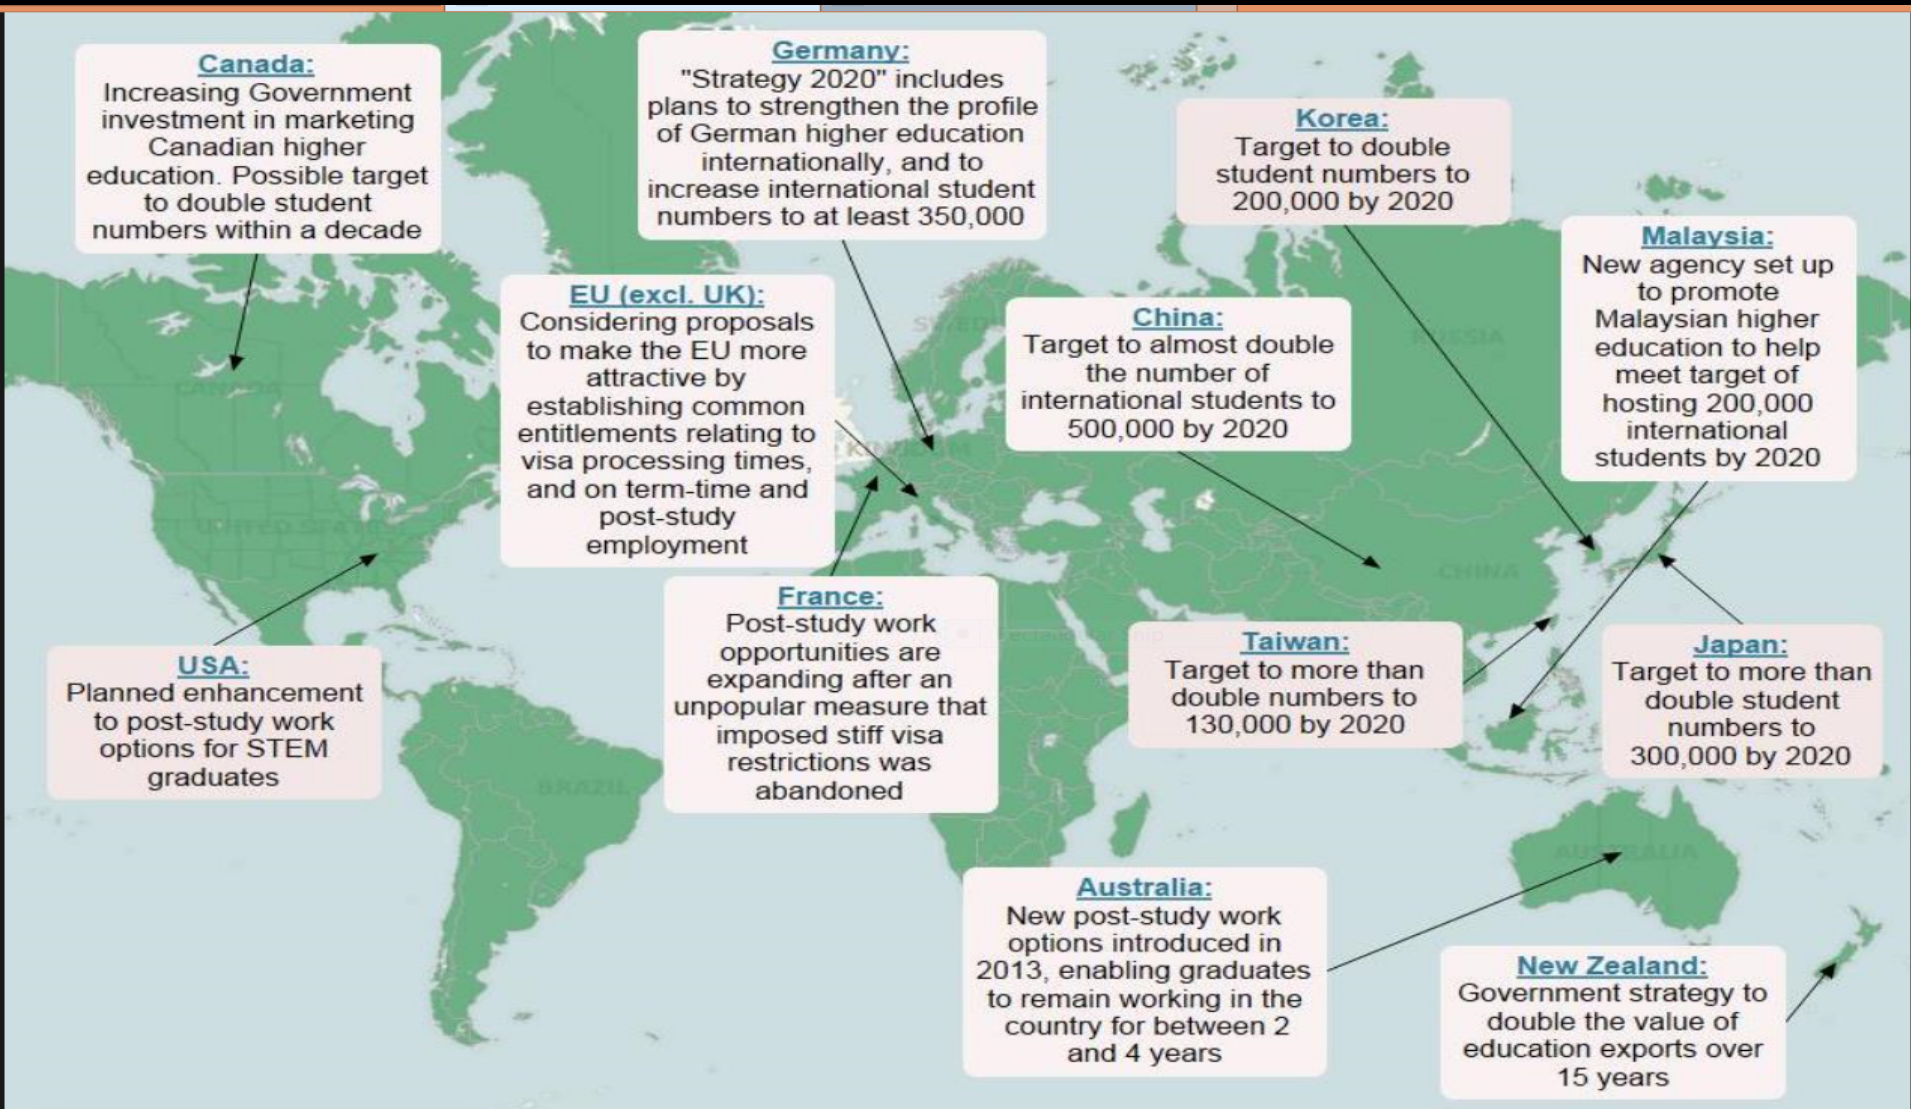 Canada:
Increasing Government
investment in marketing
Canadian higher
education. Possible target
to double student
numbers within a decade
Germany:
"Strategy 2020" includes
plans to strengthen the profile
of German higher education
internationally, and to
increase international student
numbers to at least 350,000
Korea:
Target to double
student numbers to
200,000 by 2020
Malaysia:
New agency set up
to promote
Malaysian higher
education to help
meet target of
hosting 200,000
international
students by 2020
EU (excl. UK):
Considering proposals
to make the EU more
attractive by
establishing common
entitlements relating to
visa processing times,
and on term-time and
post-study
employment
China:
Target to almost double
the number of
international students to
500,000 by 2020
RUSSIA
CANADA
KINGDOM
UNITED STATES
CHINA
France:
Post-study work
opportunities are
expanding after an
unpopular measure that
imposed stiff visa
restrictions was
abandoned
Taiwan:
Target to more than
double numbers to
130,000 by 2020
Japan:
Target to more than
double student
numbers to
300,000 by 2020
USA:
Planned enhancement
to post-study work
options for STEM
graduates
BRAZIL
AUSTRALIA
Australia:
New post-study work
options introduced in
2013, enabling graduates
to remain working in the
country for between 2
and 4 years
New Zealand:
Government strategy to
double the value of
education exports over
15 years